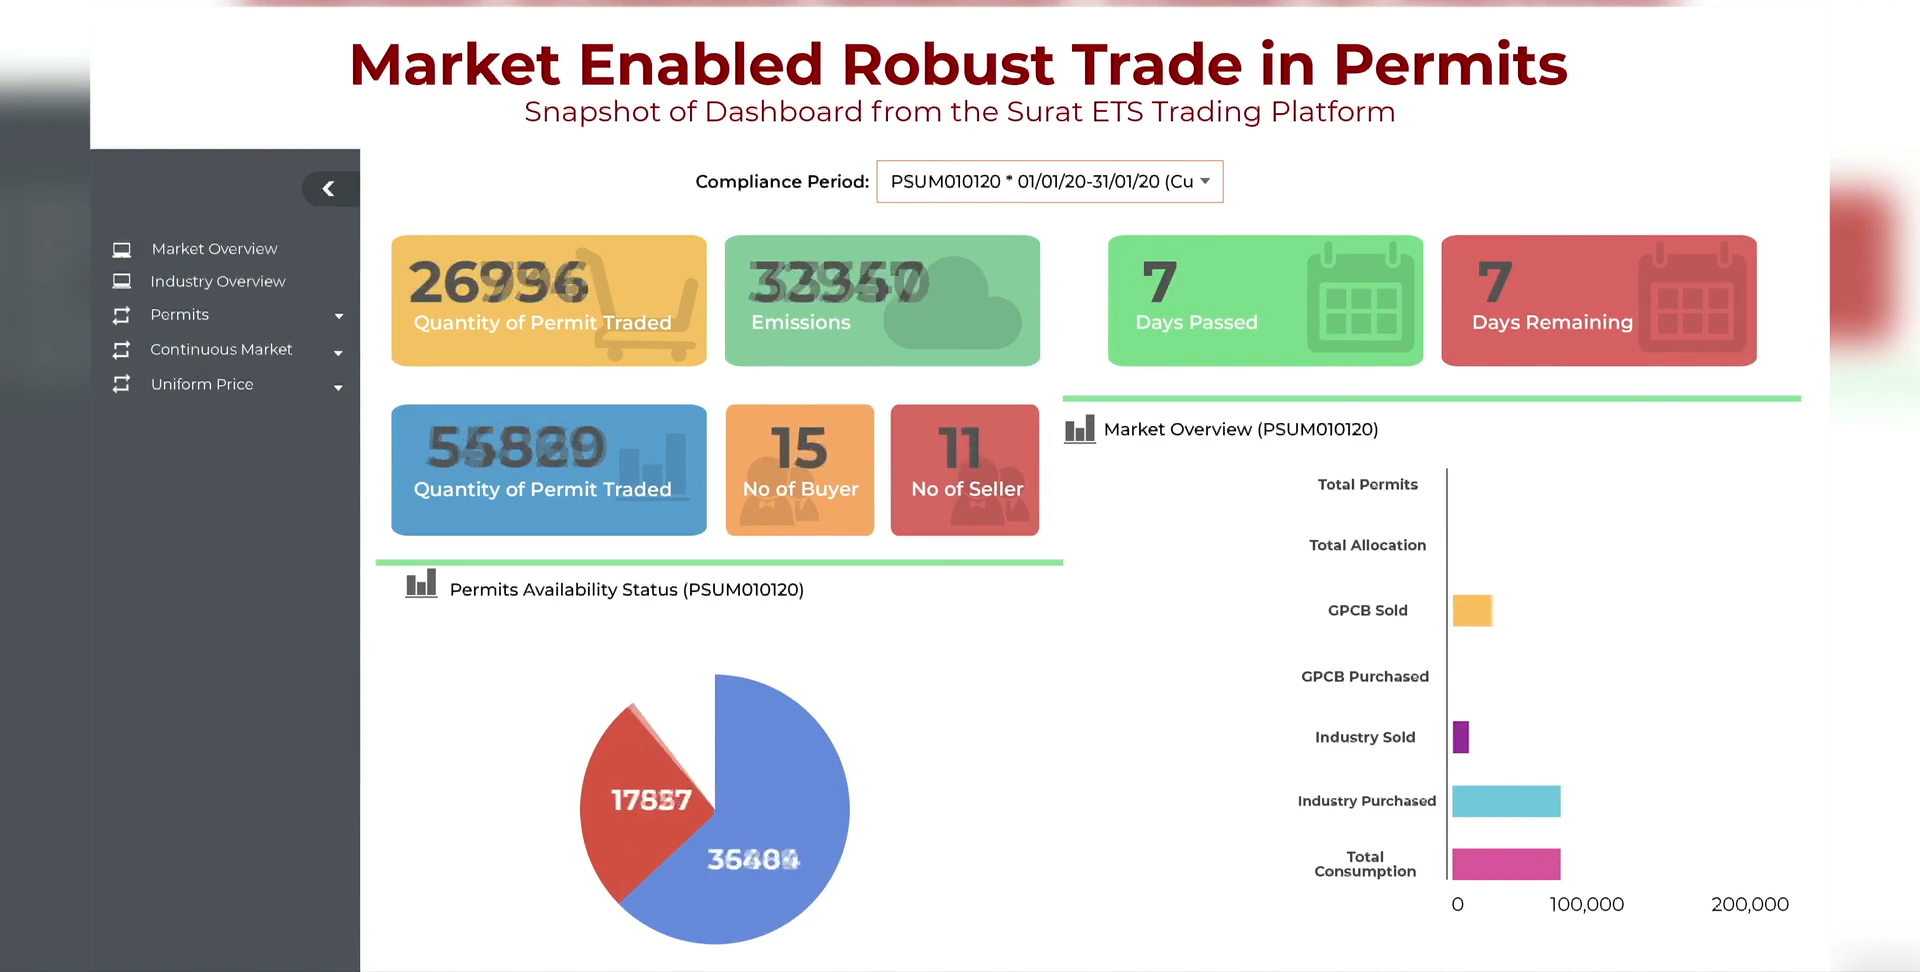 Market Enabled Robust Trade in Permits
Snapshot of Dashboard from the Surat ETS Trading Platform
Compliance Period: PSUM010120 * 01/01/20-31/01/20 (Cu
Market Overview
Industry Overview
Permits
Continuous Market
Uniform Price
Quantity of Permit Traded
Emissions
7
Days Passed
7
Days Remaining
Quantity of Permit Traded
15
No of Buyer
11
No of Seller
Market Overview (PSUM010120)
Total Permits
Total Allocation
GPCB Sold
GPCB Purchased
Industry Sold
Industry Purchased
Total
Consumption
0 100,000 200,000
Permits Availability Status (PSUM010120)